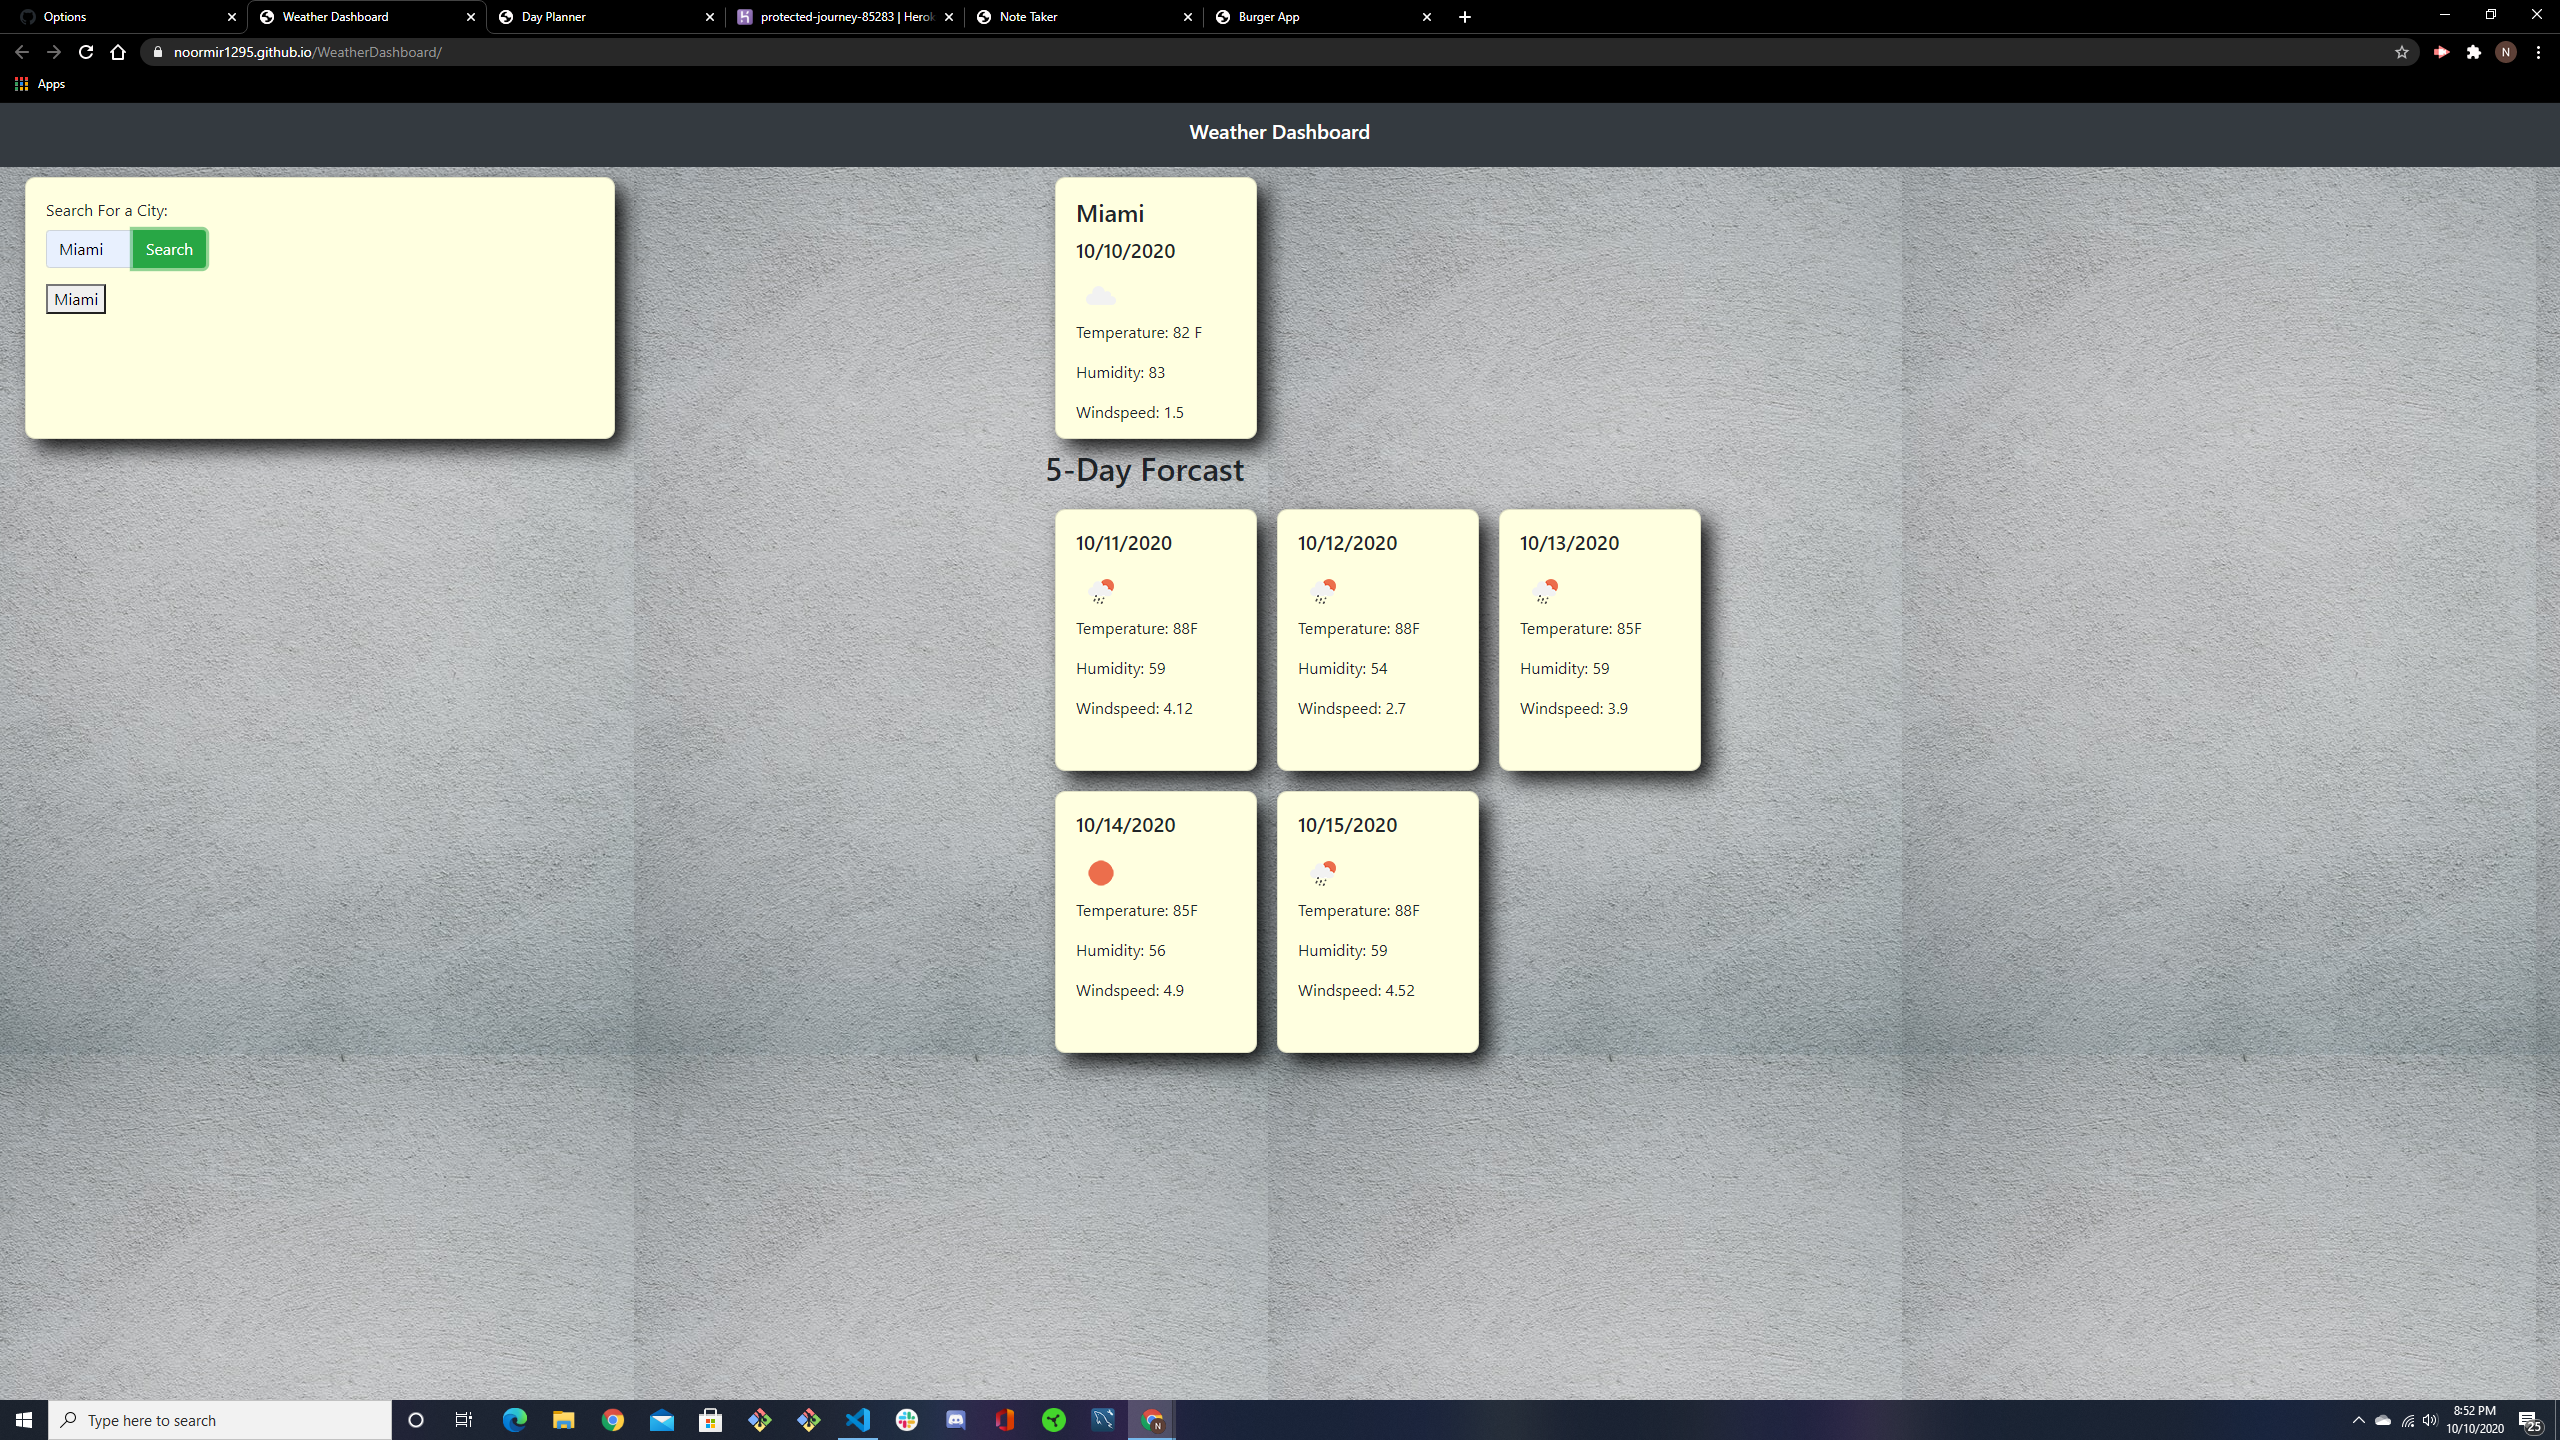 Options
Weather Dashboard
Day Planner
protected-journey-85283 | Herok
Note Taker
Burger App
noormir1295.github.io/WeatherDashboard/
N
Apps
Weather Dashboard
Search For a City:
Miami
Search
Miami
Miami
10/10/2020
Temperature: 82 F
Humidity: 83
Windspeed: 1.5
5-Day Forcast
10/11/2020
Temperature: 88F
Humidity: 59
Windspeed: 4.12
10/12/2020
Temperature: 88F
Humidity: 54
Windspeed: 2.7
10/13/2020
Temperature: 85F
Humidity: 59
Windspeed: 3.9
10/14/2020
Temperature: 85F
Humidity: 56
Windspeed: 4.9
10/15/2020
Temperature: 88F
Humidity: 59
Windspeed: 4.52
Type here to search
N
8:52 PM
10/10/2020
25